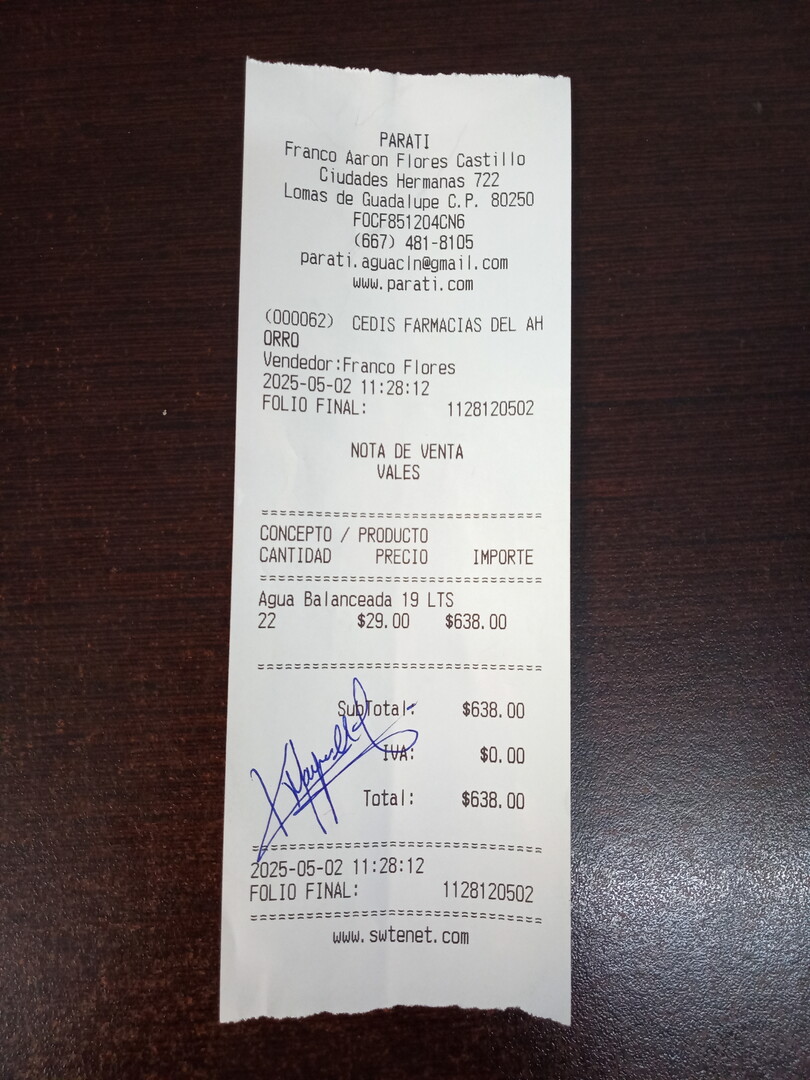 PARATI
Franco Aaron Flores Castillo
Ciudades Hermanas 722
Lomas de Guadalupe C.P. 80250
FOCF851204CN6
(667) 481-8105
parati.aguacln@gmail.com
www.parati.com
(000062) CEDIS FARMACIAS DEL AH
ORRO
Vendedor:Franco Flores
2025-05-02 11:28:12
FOLIO FINAL: 1128120502
NOTA DE VENTA
VALES
CONCEPTO / PRODUCTO
CANTIDAD PRECIO IMPORTE
Agua Balanceada 19 LTS
22 $29.00 $638.00
SubTotal: $638.00
IVA: $0.00
Total: $638.00
2025-05-02 11:28:12
FOLIO FINAL: 1128120502
www.swtenet.com